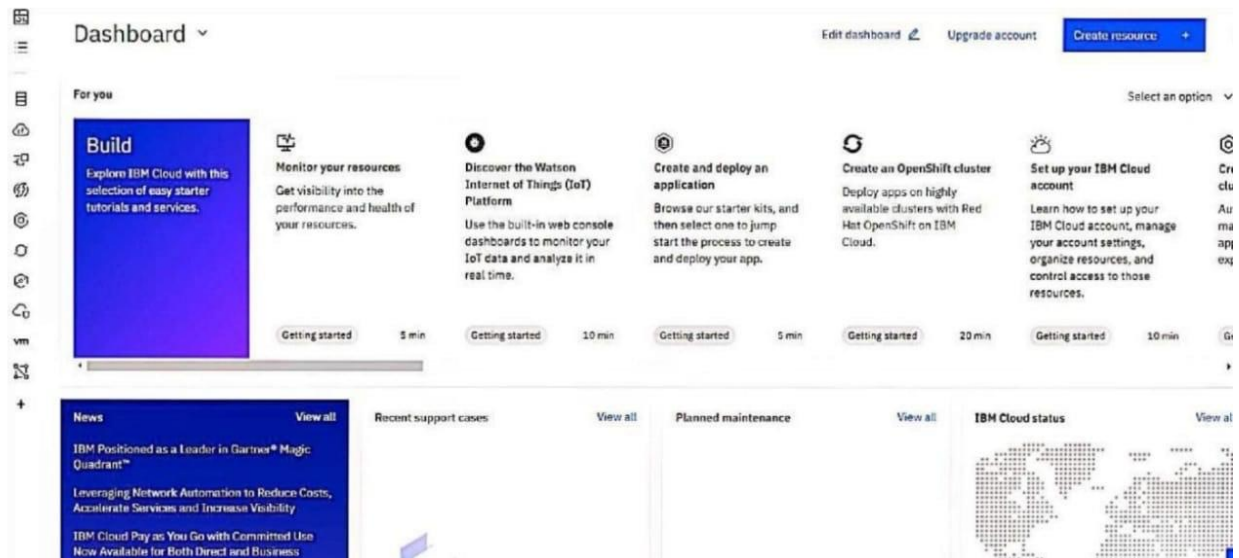 Dashboard
Edit dashboard
Upgrade account
Create resource +
For you
Select an option
Build
Explore IBM Cloud with this
selection of easy starter
tutorials and services.
Monitor your resources
Get visibility into the
performance and health of
your resources.
Getting started 5 min
Discover the Watson
Internet of Things (IoT)
Platform
Use the built-in web console
dashboards to monitor your
IoT data and analyze it in
real time.
Getting started 10 min
Create and deploy an
application
Browse our starter kits, and
then select one to jump
start the process to create
and deploy your app.
Getting started 5 min
Create an OpenShift cluster
Deploy apps on highly
available clusters with Red
Hat OpenShift on IBM
Cloud.
Getting started 20 min
Set up your IBM Cloud
account
Learn how to set up your
IBM Cloud account, manage
your account settings,
organize resources, and
control access to those
resources.
Getting started 10 min
vm
+
News View all
IBM Positioned as a Leader in Gartner® Magic
Quadrant™
Leveraging Network Automation to Reduce Costs,
Accelerate Services and Increase Visibility
IBM Cloud Pay as You Go with Committed Use
Now Available for Both Direct and Business
Recent support cases View all
Planned maintenance View all
IBM Cloud status View all